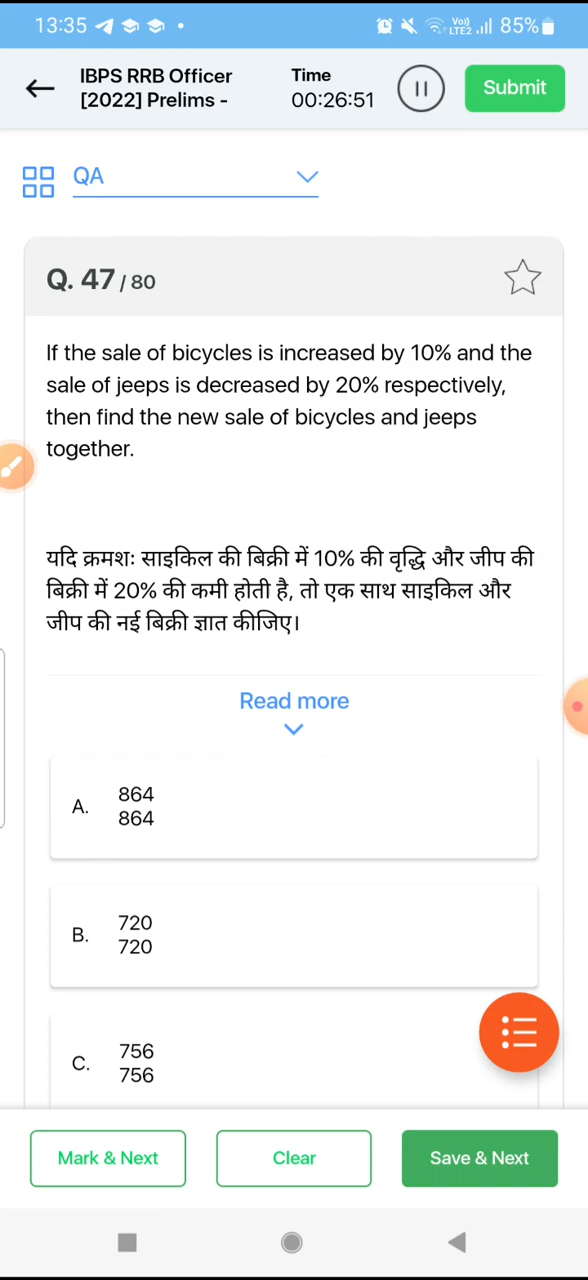 13:35
Vo)) LTE2 85%
IBPS RRB Officer
[2022] Prelims -
Time
00:26:51
Submit
QA
Q. 47 / 80
If the sale of bicycles is increased by 10% and the
sale of jeeps is decreased by 20% respectively,
then find the new sale of bicycles and jeeps
together.
यदि क्रमशः साइकिल की बिक्री में 10% की वृद्धि और जीप की
बिक्री में 20% की कमी होती है, तो एक साथ साइकिल और
जीप की नई बिक्री ज्ञात कीजिए।
Read more
A.
864
864
B.
720
720
C.
756
756
Mark & Next
Clear
Save & Next